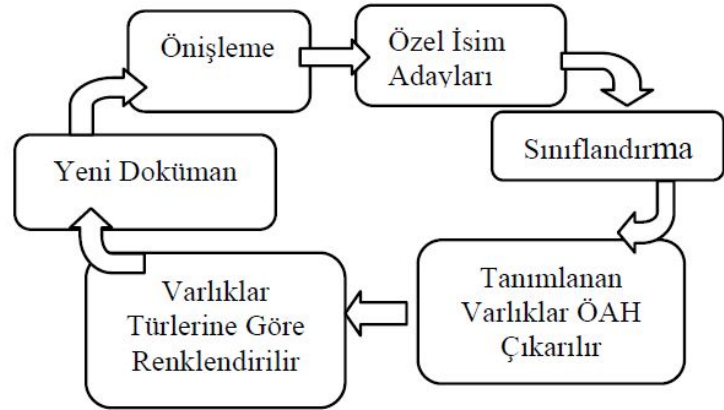 Önişleme
Özel İsim
Adayları
Sınıflandırma
Yeni Doküman
Tanımlanan
Varlıklar ÖAH
Çıkarılır
Varlıklar
Türlerine Göre
Renklendirilir